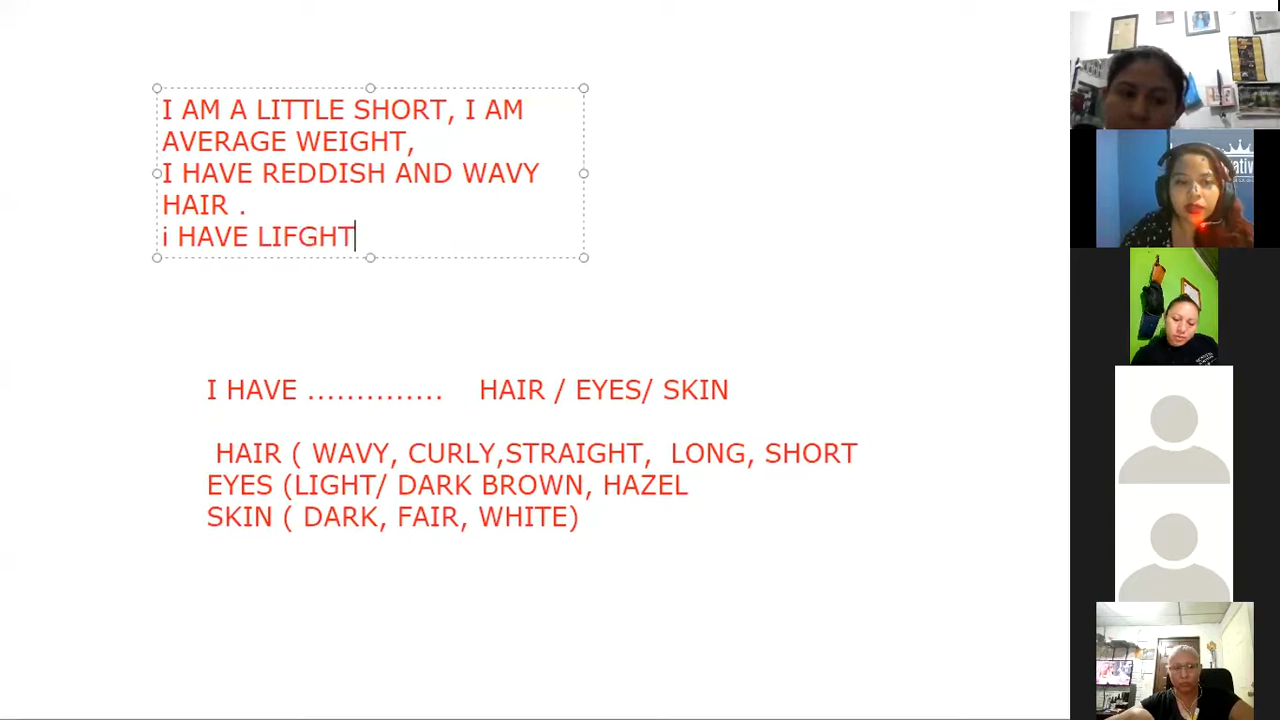 I AM A LITTLE SHORT, I AM
AVERAGE WEIGHT,
I HAVE REDDISH AND WAVY
HAIR .
i HAVE LIFGHT
I HAVE .............. HAIR / EYES/ SKIN
HAIR ( WAVY, CURLY,STRAIGHT, LONG, SHORT
EYES (LIGHT/ DARK BROWN, HAZEL
SKIN ( DARK, FAIR, WHITE)